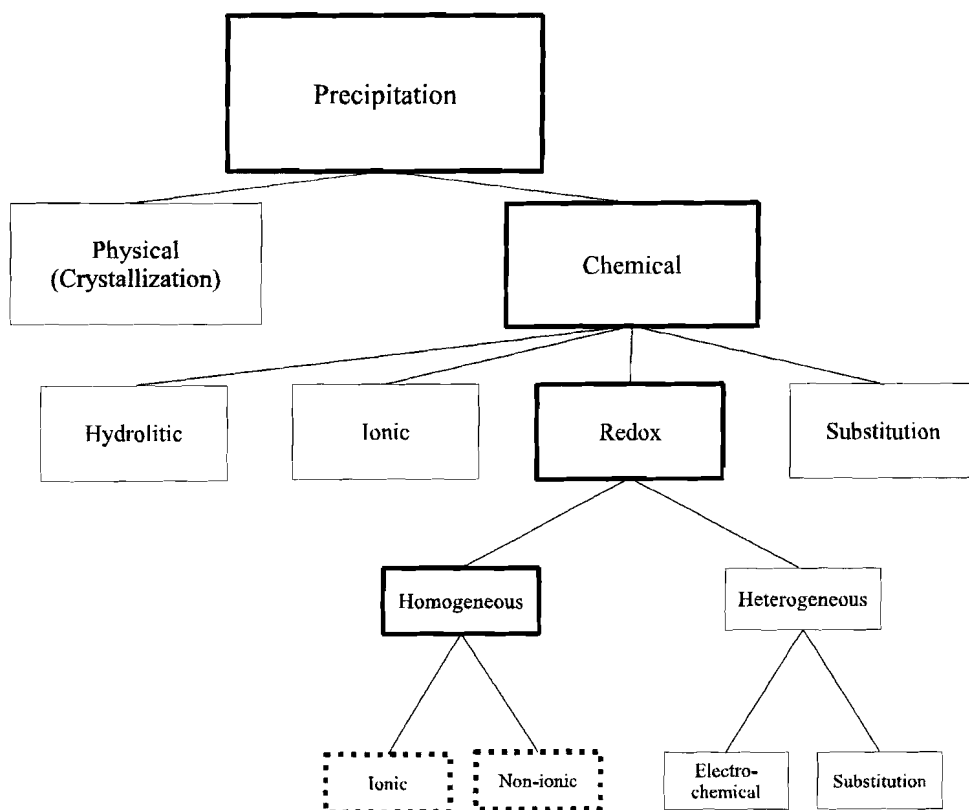 Precipitation
Physical
(Crystallization)
Chemical
Hydrolitic
Ionic
Redox
Substitution
Homogeneous
Heterogeneous
Ionic
Non-ionic
Electro-
chemical
Substitution